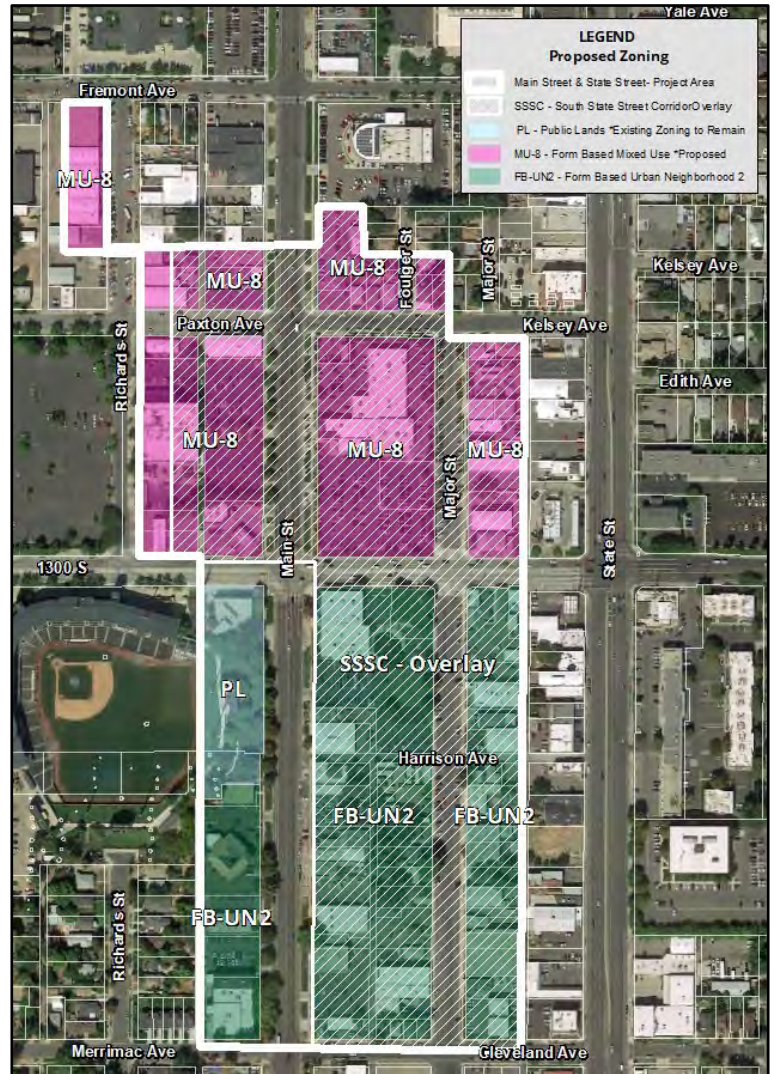 Yale Ave
LEGEND
Proposed Zoning
Main Street & State Street- Project Area
SSSC - South State Street CorridorOverlay
PL - Public Lands *Existing Zoning to Remain
MU-8 - Form Based Mixed Use *Proposed
FB-UN2 - Form Based Urban Neighborhood 2
Fremont Ave
MU-8
MU-8
MU-8
Foulger St
Major St
Kelsey Ave
Paxton Ave
Kelsey Ave
Richards St
Edith Ave
MU-8
MU-8
MU-8
Major St
Main St
State St
1300 S
PL
SSSC - Overlay
Harrison Ave
FB-UN2
FB-UN2
FB-UN2
Richards St
Merrimac Ave
Cleveland Ave